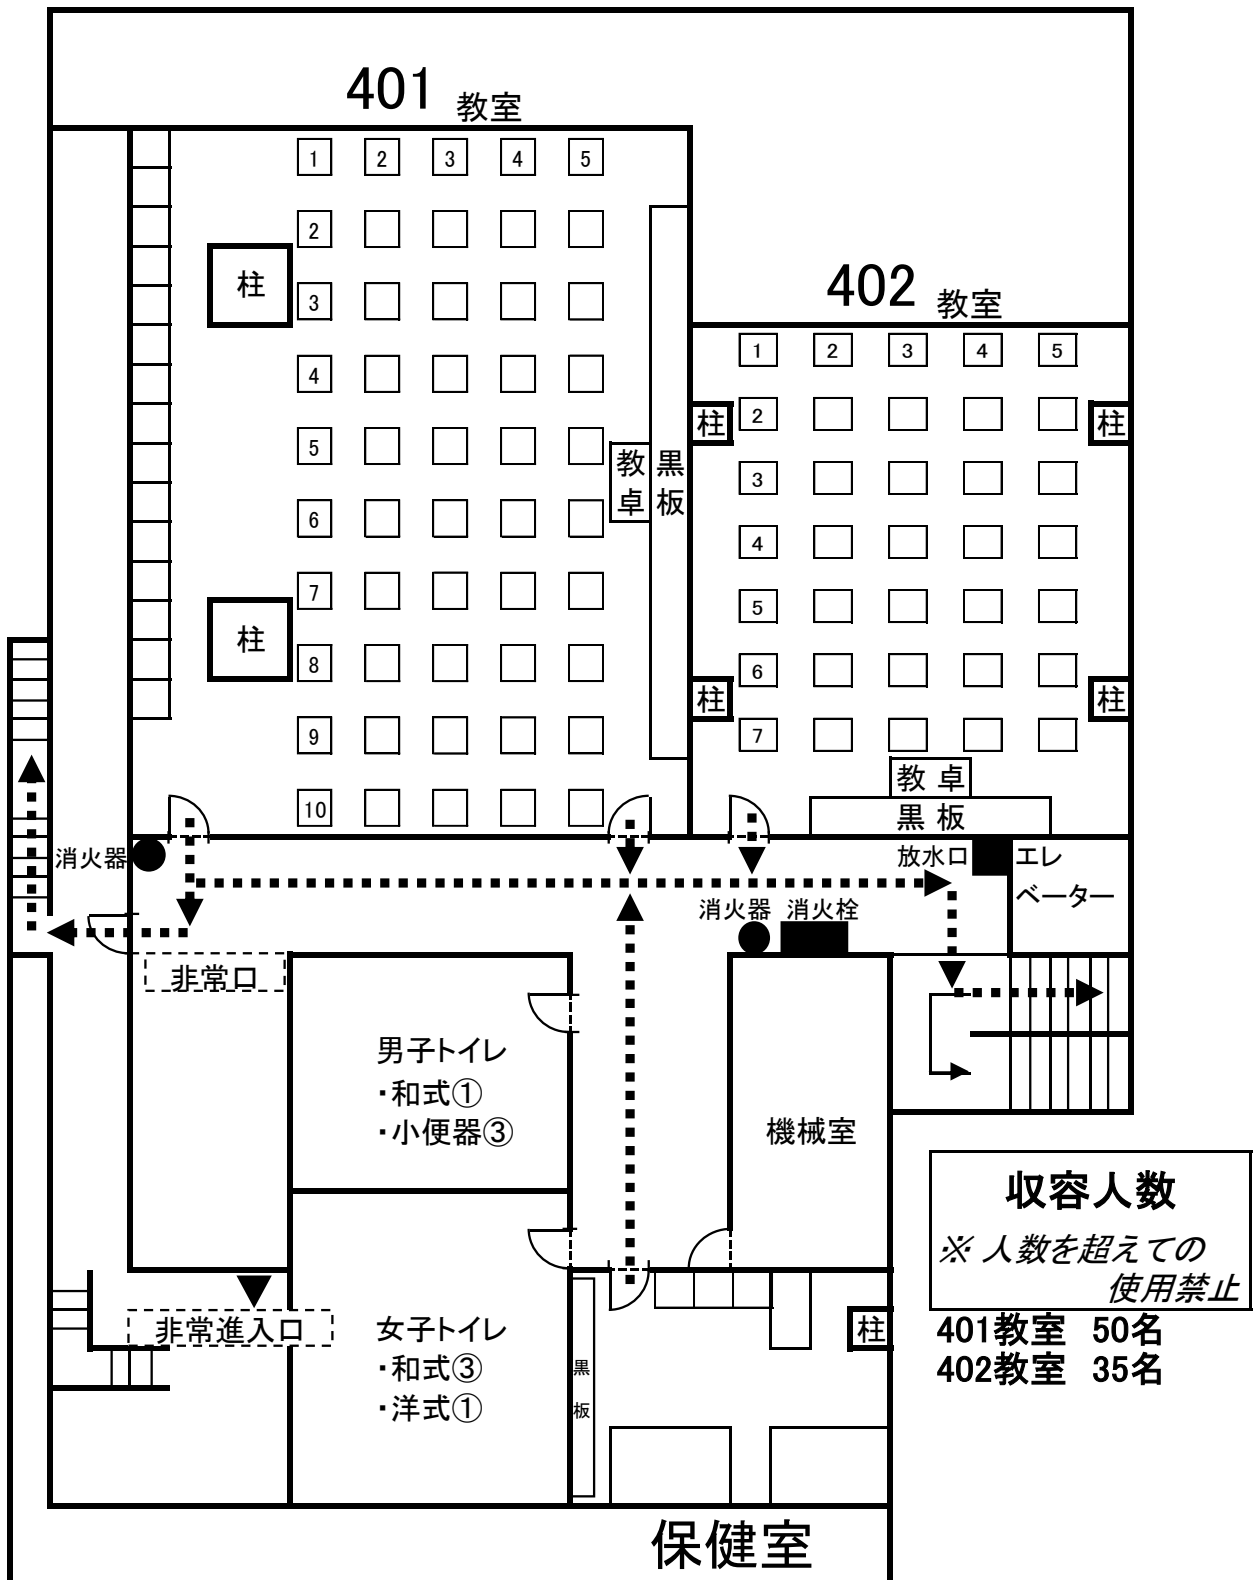 401 教室
1 2 3 4 5
2
3
4
5
6
7
8
9
10
柱
柱
教卓
黒板
402 教室
1 2 3 4 5
2
3
4
5
6
7
柱
柱
柱
柱
教卓
黒板
消火器
放水口
エレ
ベーター
消火器 消火栓
非常口
男子トイレ
・和式①
・小便器③
機械室
収容人数
※ 人数を超えての
使用禁止
401教室 50名
402教室 35名
非常進入口
女子トイレ
・和式③
・洋式①
黒板
柱
保健室